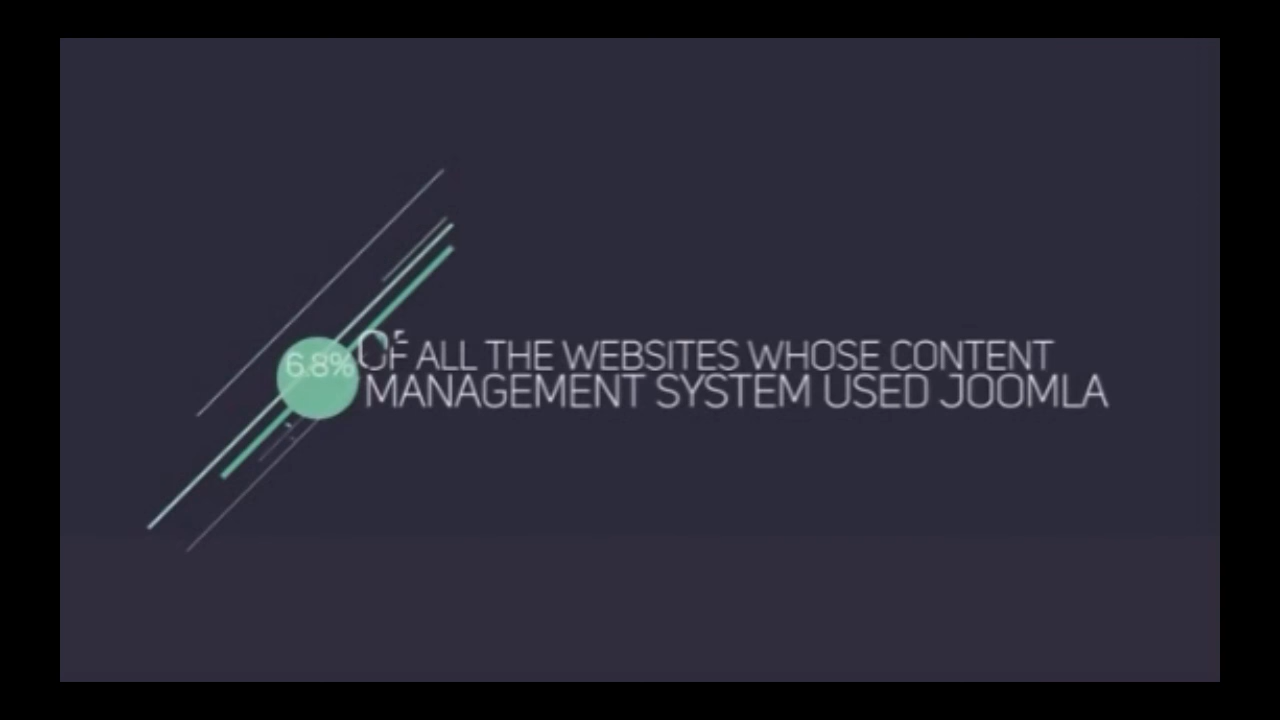 6.8%
OF ALL THE WEBSITES WHOSE CONTENT
MANAGEMENT SYSTEM USED JOOMLA